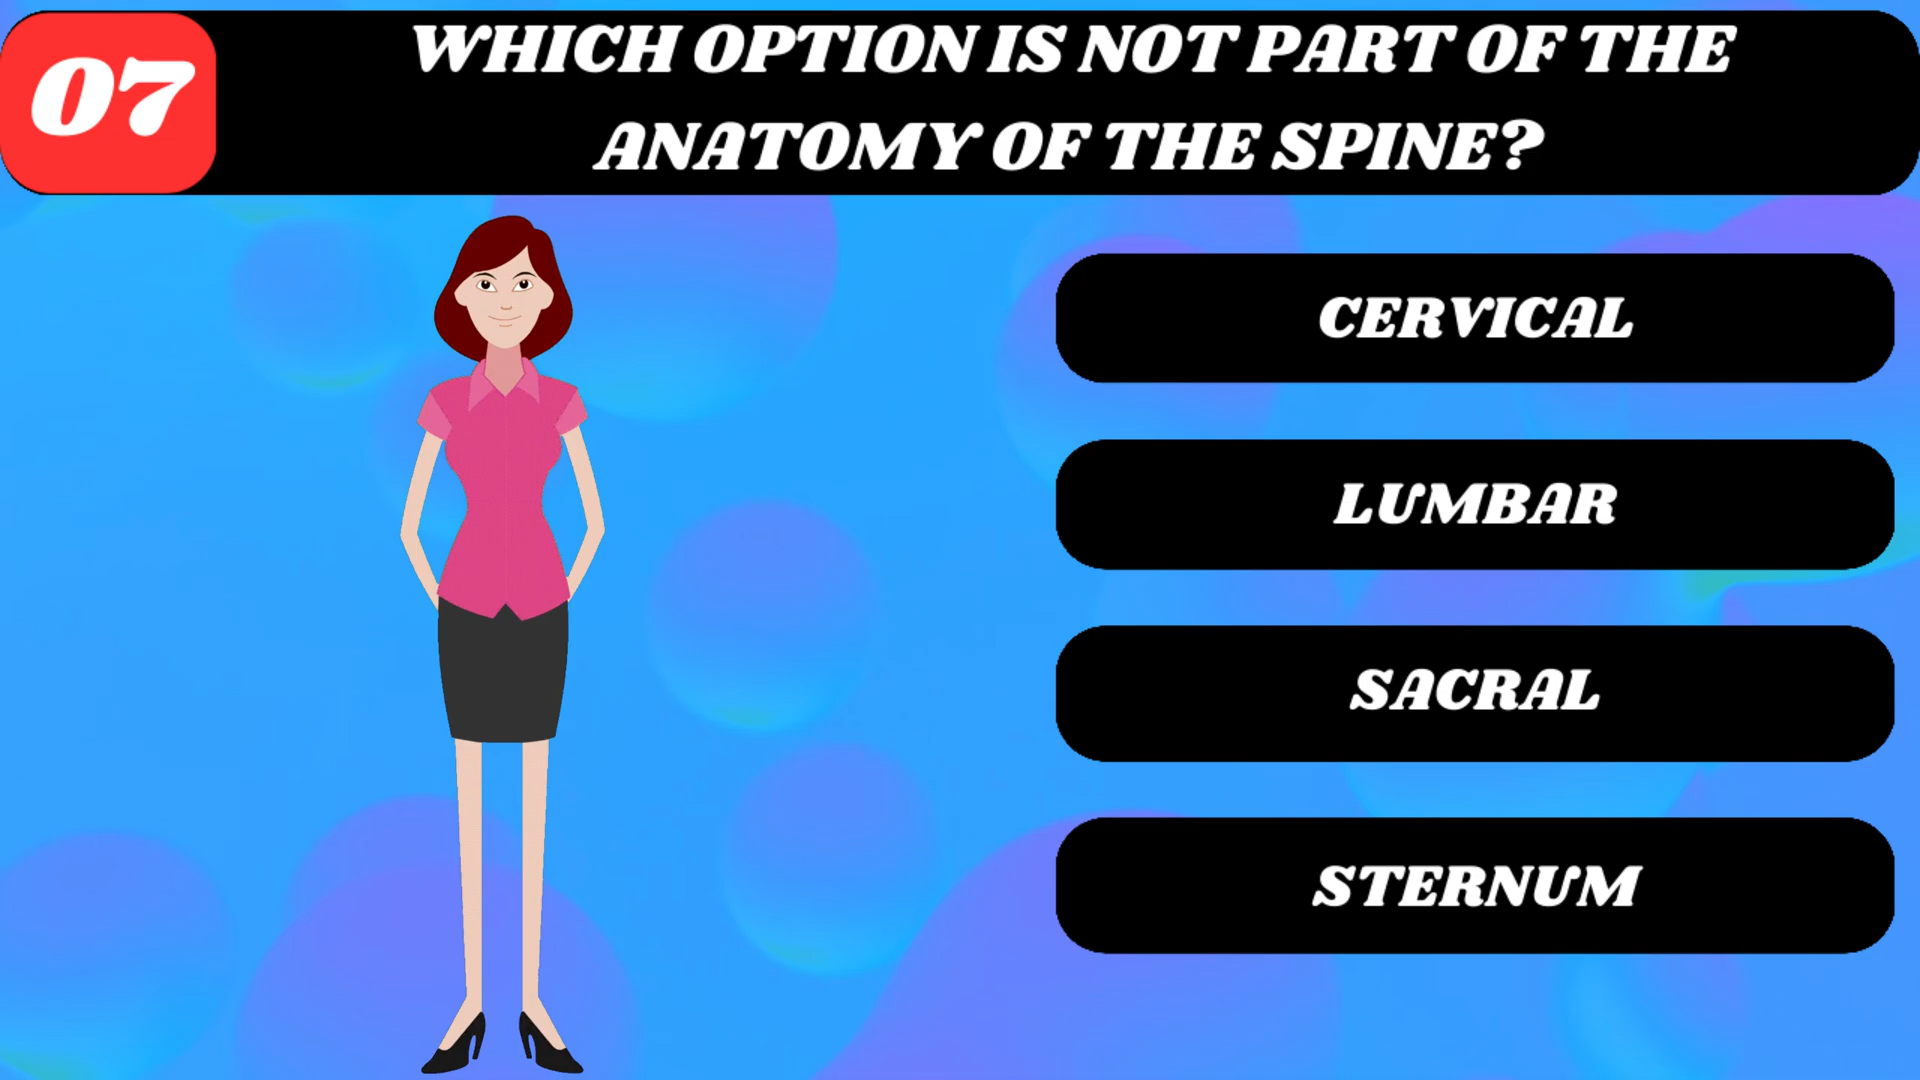 07
WHICH OPTION IS NOT PART OF THE
ANATOMY OF THE SPINE?
CERVICAL
LUMBAR
SACRAL
STERNUM